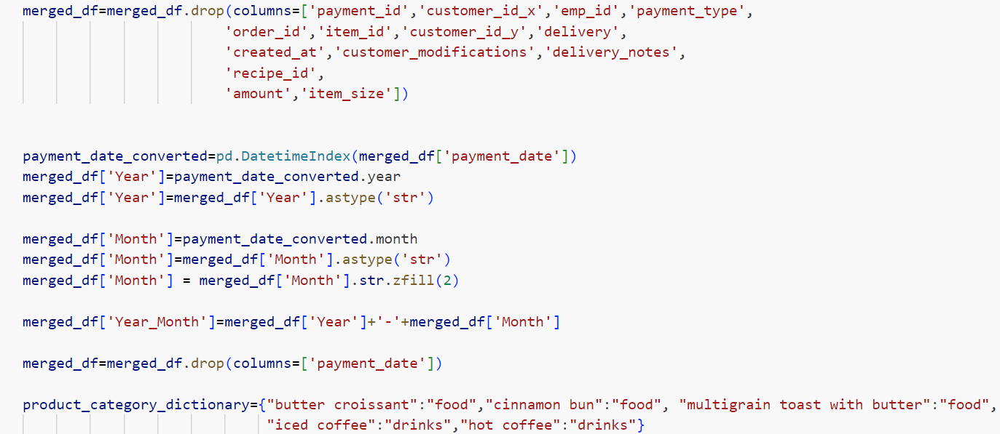 merged_df=merged_df.drop(columns=['payment_id','customer_id_x','emp_id','payment_type',
'order_id','item_id','customer_id_y','delivery',
'created_at','customer_modifications','delivery_notes',
'recipe_id',
'amount','item_size'])
payment_date_converted=pd.DatetimeIndex(merged_df['payment_date'])
merged_df['Year']=payment_date_converted.year
merged_df['Year']=merged_df['Year'].astype('str')
merged_df['Month']=payment_date_converted.month
merged_df['Month']=merged_df['Month'].astype('str')
merged_df['Month'] = merged_df['Month'].str.zfill(2)
merged_df['Year_Month']=merged_df['Year']+'-'+merged_df['Month']
merged_df=merged_df.drop(columns=['payment_date'])
product_category_dictionary={"butter croissant":"food","cinnamon bun":"food", "multigrain toast with butter":"food",
"iced coffee":"drinks","hot coffee":"drinks"}